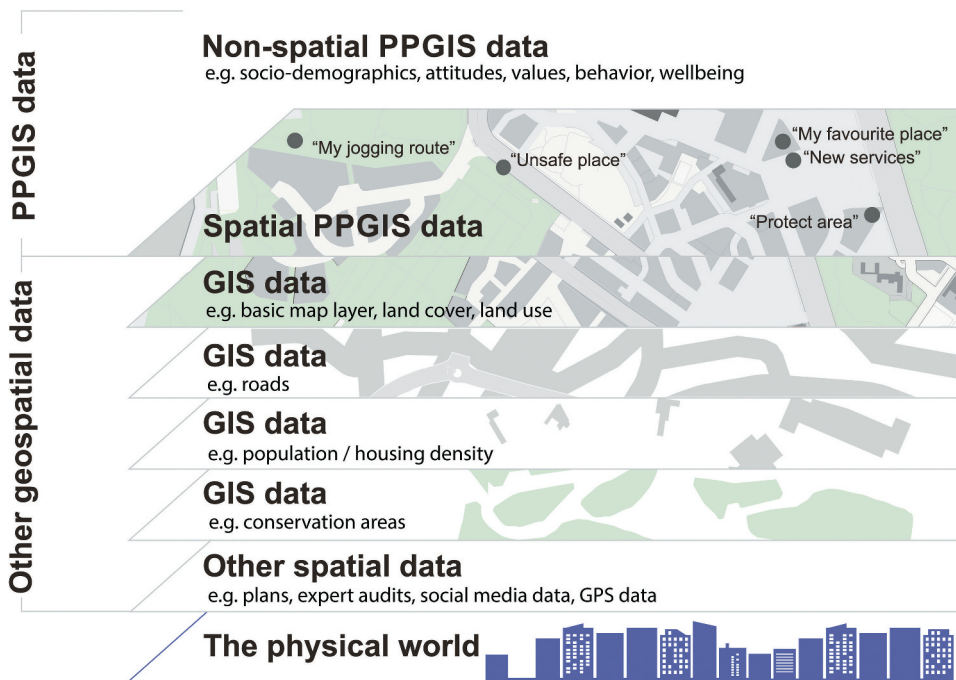 PPGIS data
Non-spatial PPGIS data
e.g. socio-demographics, attitudes, values, behavior, wellbeing
“My jogging route”
“Unsafe place”
“My favourite place”
“New services”
“Protect area”
Spatial PPGIS data
Other geospatial data
GIS data
e.g. basic map layer, land cover, land use
GIS data
e.g. roads
GIS data
e.g. population / housing density
GIS data
e.g. conservation areas
Other spatial data
e.g. plans, expert audits, social media data, GPS data
The physical world